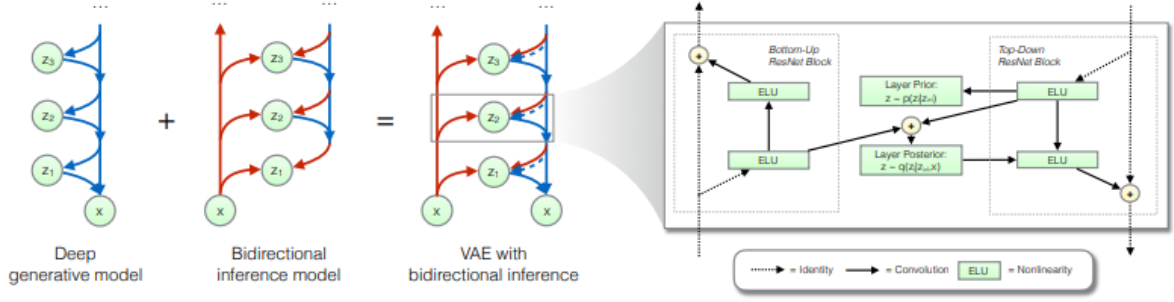 ... ... ... ... ...
z3
z3
z3
z2
+
z2
=
z2
z1
z1
z1
x
x
x
x
Deep
generative model
Bidirectional
inference model
VAE with
bidirectional inference
+
Bottom-Up
ResNet Block
ELU
ELU
Layer Prior:
z ~ p(zi|z>i)
+
Layer Posterior:
z ~ q(zi|z>i,x)
Top-Down
ResNet Block
ELU
ELU
+
= Identity
= Convolution
ELU
= Nonlinearity